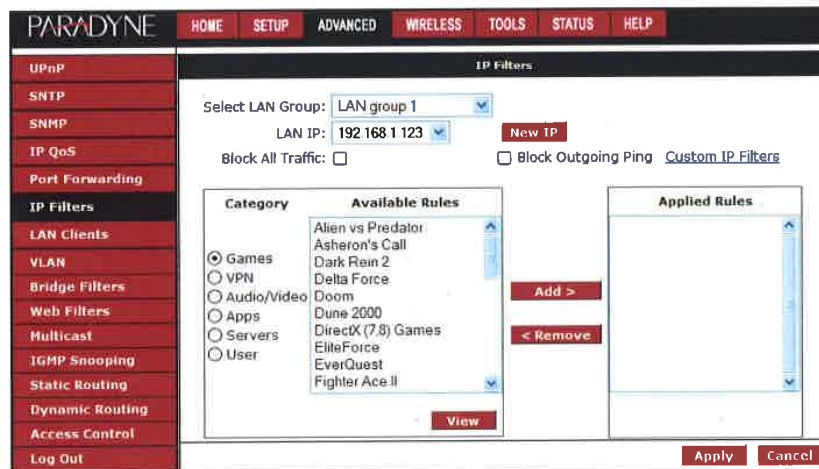 PARADYNE
HOME SETUP ADVANCED WIRELESS TOOLS STATUS HELP
UPnP
SNTP
SNMP
IP QoS
Port Forwarding
IP Filters
LAN Clients
VLAN
Bridge Filters
Web Filters
Multicast
IGMP Snooping
Static Routing
Dynamic Routing
Access Control
Log Out
IP Filters
Select LAN Group: LAN group 1
LAN IP: 192.168.1.123 New IP
Block All Traffic: Block Outgoing Ping Custom IP Filters
Category
Games
VPN
Audio/Video
Apps
Servers
User
Available Rules
Alien vs Predator
Asheron's Call
Dark Rein 2
Delta Force
Doom
Dune 2000
DirectX (7,8) Games
EliteForce
EverQuest
Fighter Ace II
View
Add >
< Remove
Applied Rules
Apply Cancel